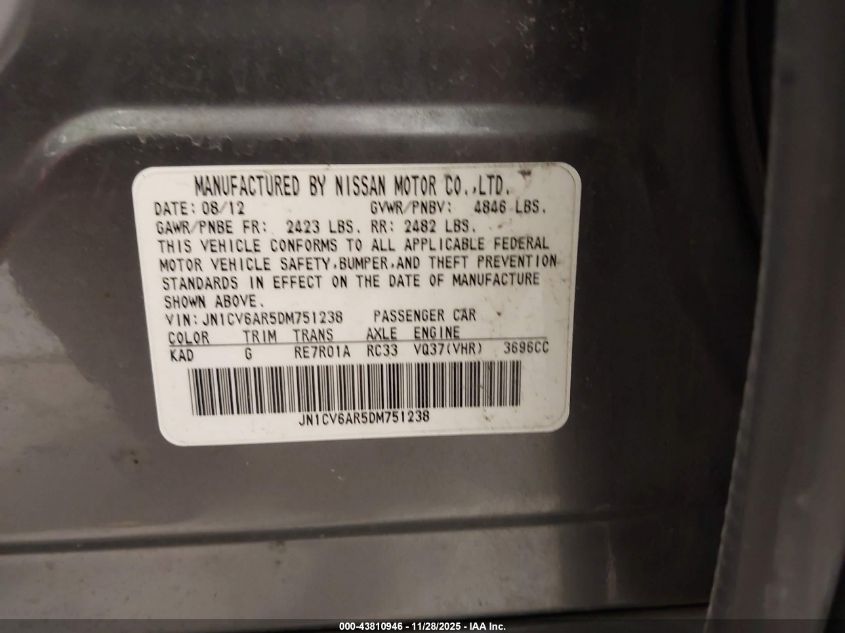 MANUFACTURED BY NISSAN MOTOR CO.,LTD.
DATE: 08/12 GVWR/PNBV: 4846 LBS.
GAWR/PNBE FR: 2423 LBS. RR: 2482 LBS.
THIS VEHICLE CONFORMS TO ALL APPLICABLE FEDERAL
MOTOR VEHICLE SAFETY,BUMPER,AND THEFT PREVENTION
STANDARDS IN EFFECT ON THE DATE OF MANUFACTURE
SHOWN ABOVE.
VIN: JN1CV6AR5DM751238 PASSENGER CAR
COLOR TRIM TRANS AXLE ENGINE
KAD G RE7R01A RC33 VQ37(VHR) 3696CC
JN1CV6AR5DM751238
000-43810946 - 11/28/2025 - IAA Inc.